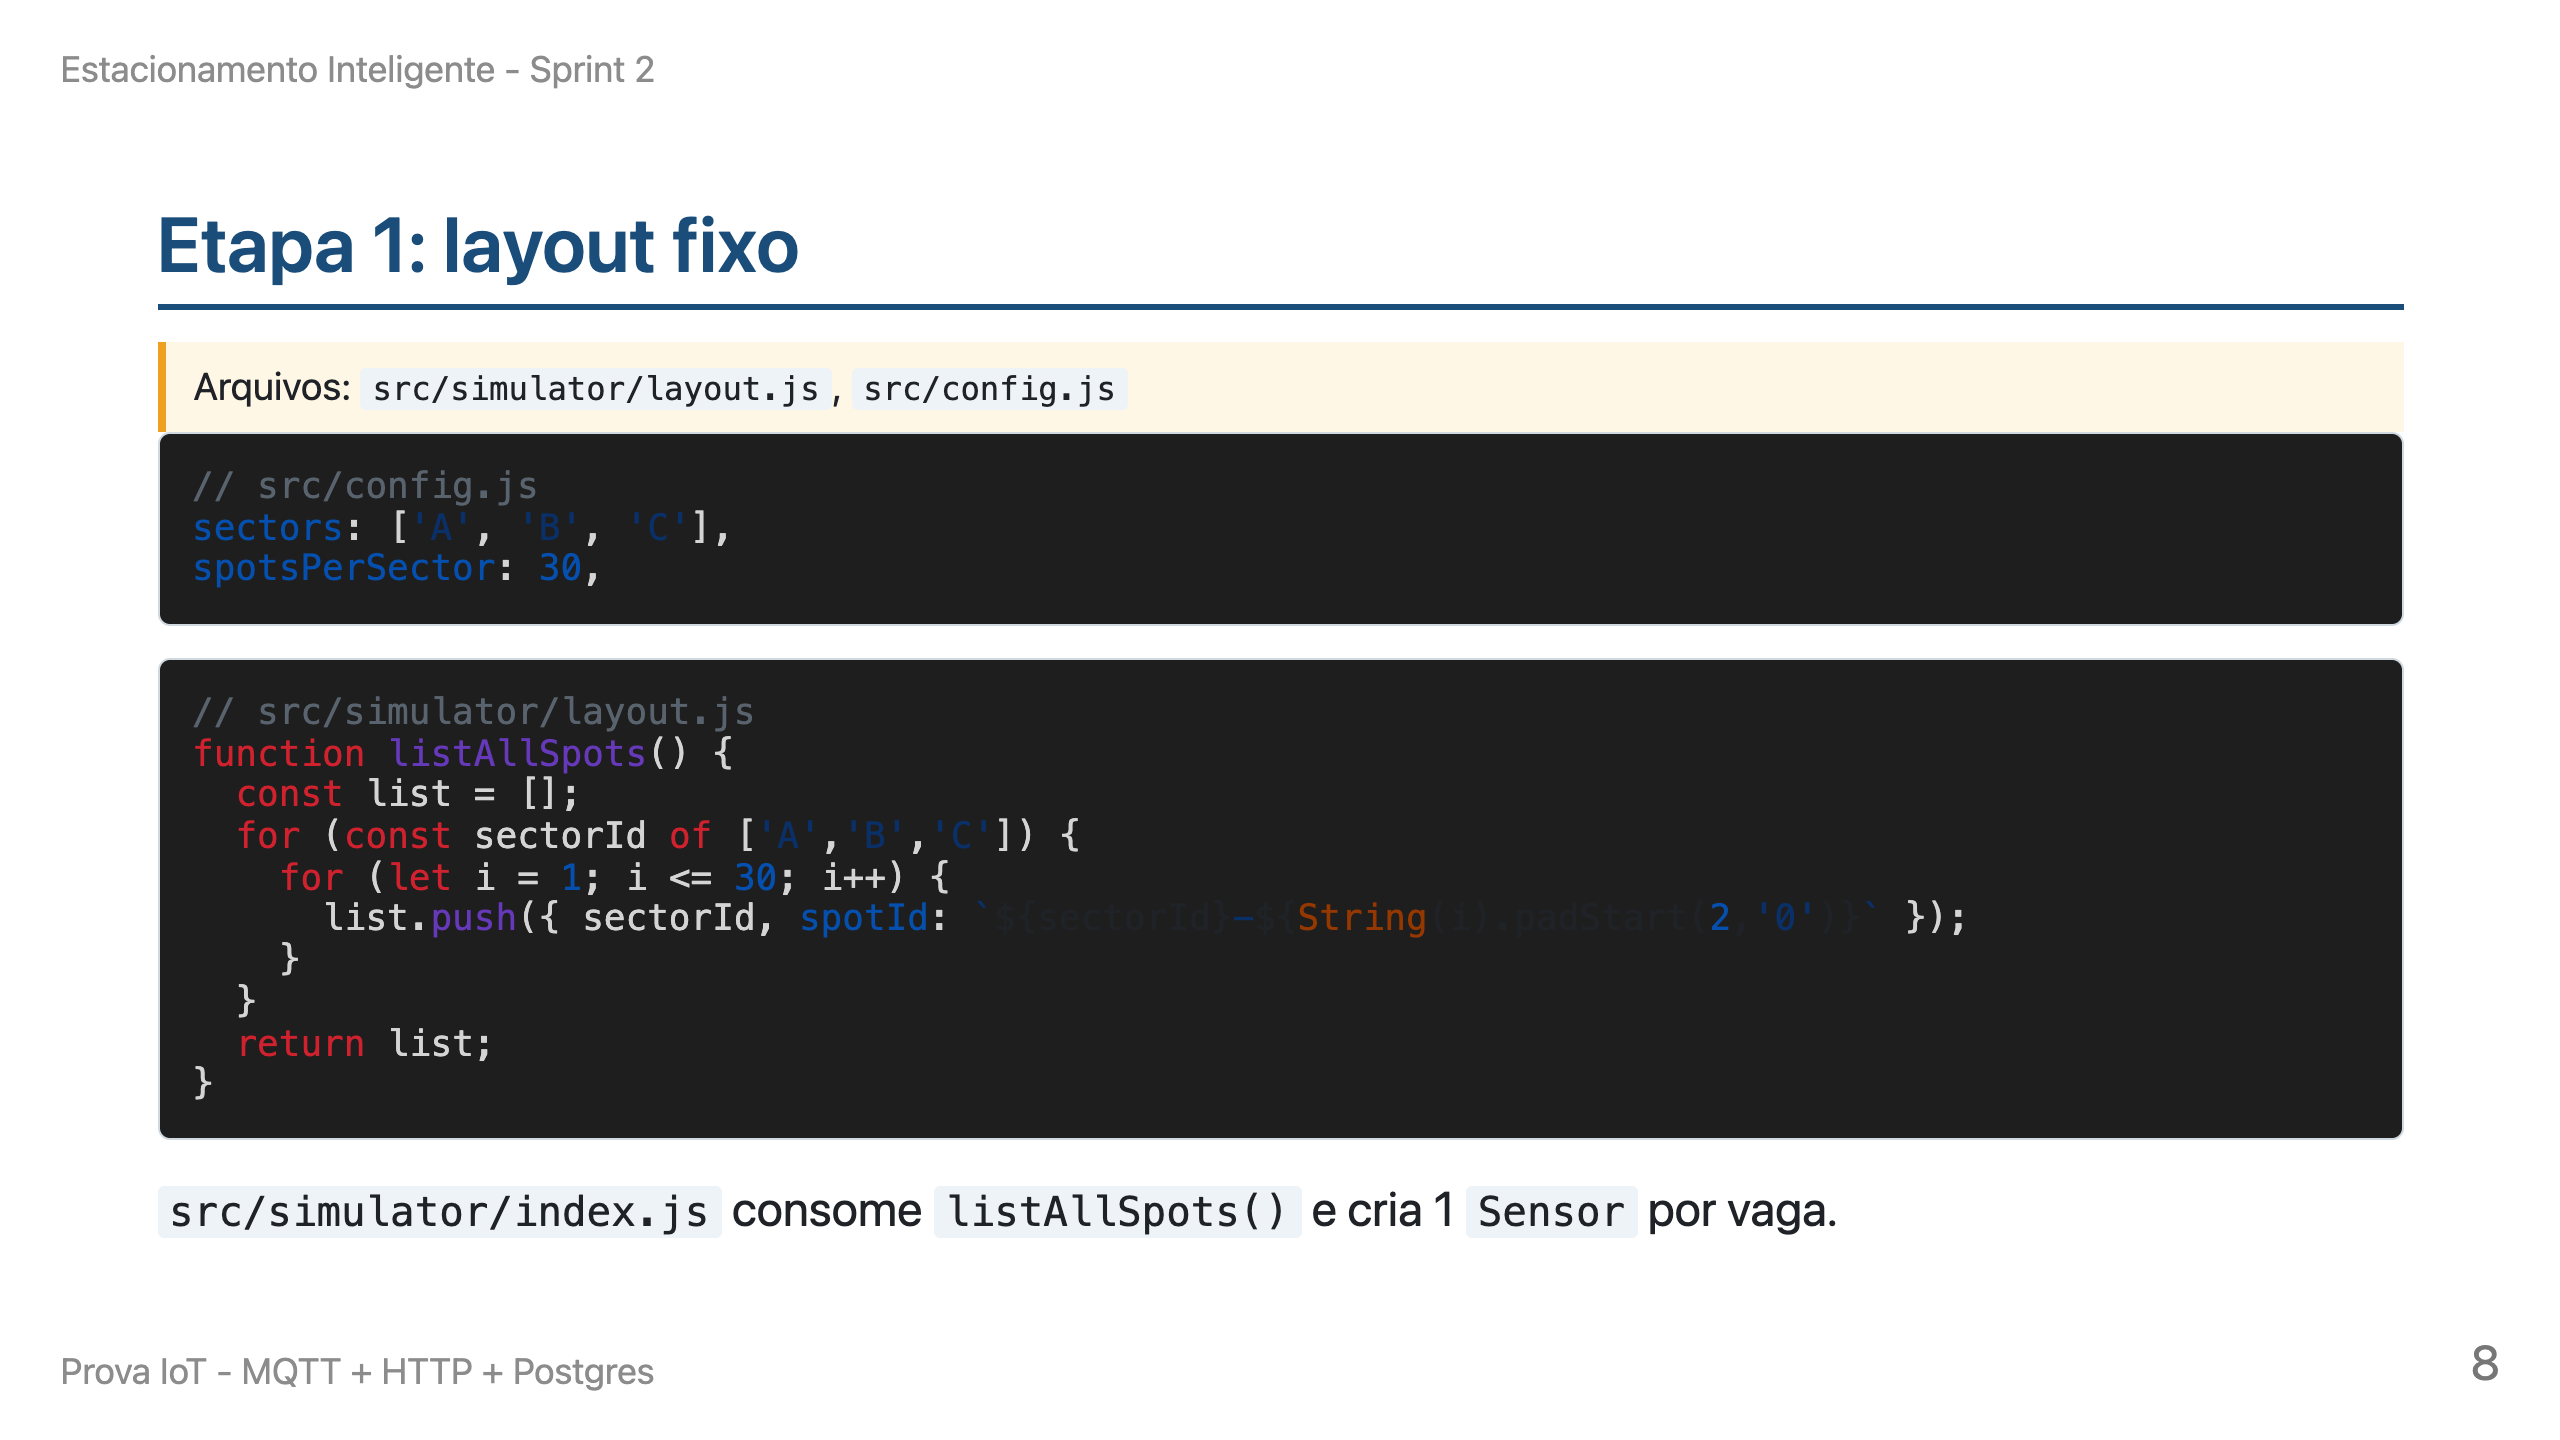 Estacionamento Inteligente - Sprint 2
Etapa 1: layout fixo
Arquivos: src/simulator/layout.js, src/config.js
// src/config.js
sectors: ['A', 'B', 'C'],
spotsPerSector: 30,
// src/simulator/layout.js
function listAllSpots() {
  const list = [];
  for (const sectorId of ['A','B','C']) {
    for (let i = 1; i <= 30; i++) {
      list.push({ sectorId, spotId: `${sectorId}-${String(i).padStart(2,'0')}` });
    }
  }
  return list;
}
src/simulator/index.js consome listAllSpots() e cria 1 Sensor por vaga.
Prova IoT - MQTT + HTTP + Postgres
8